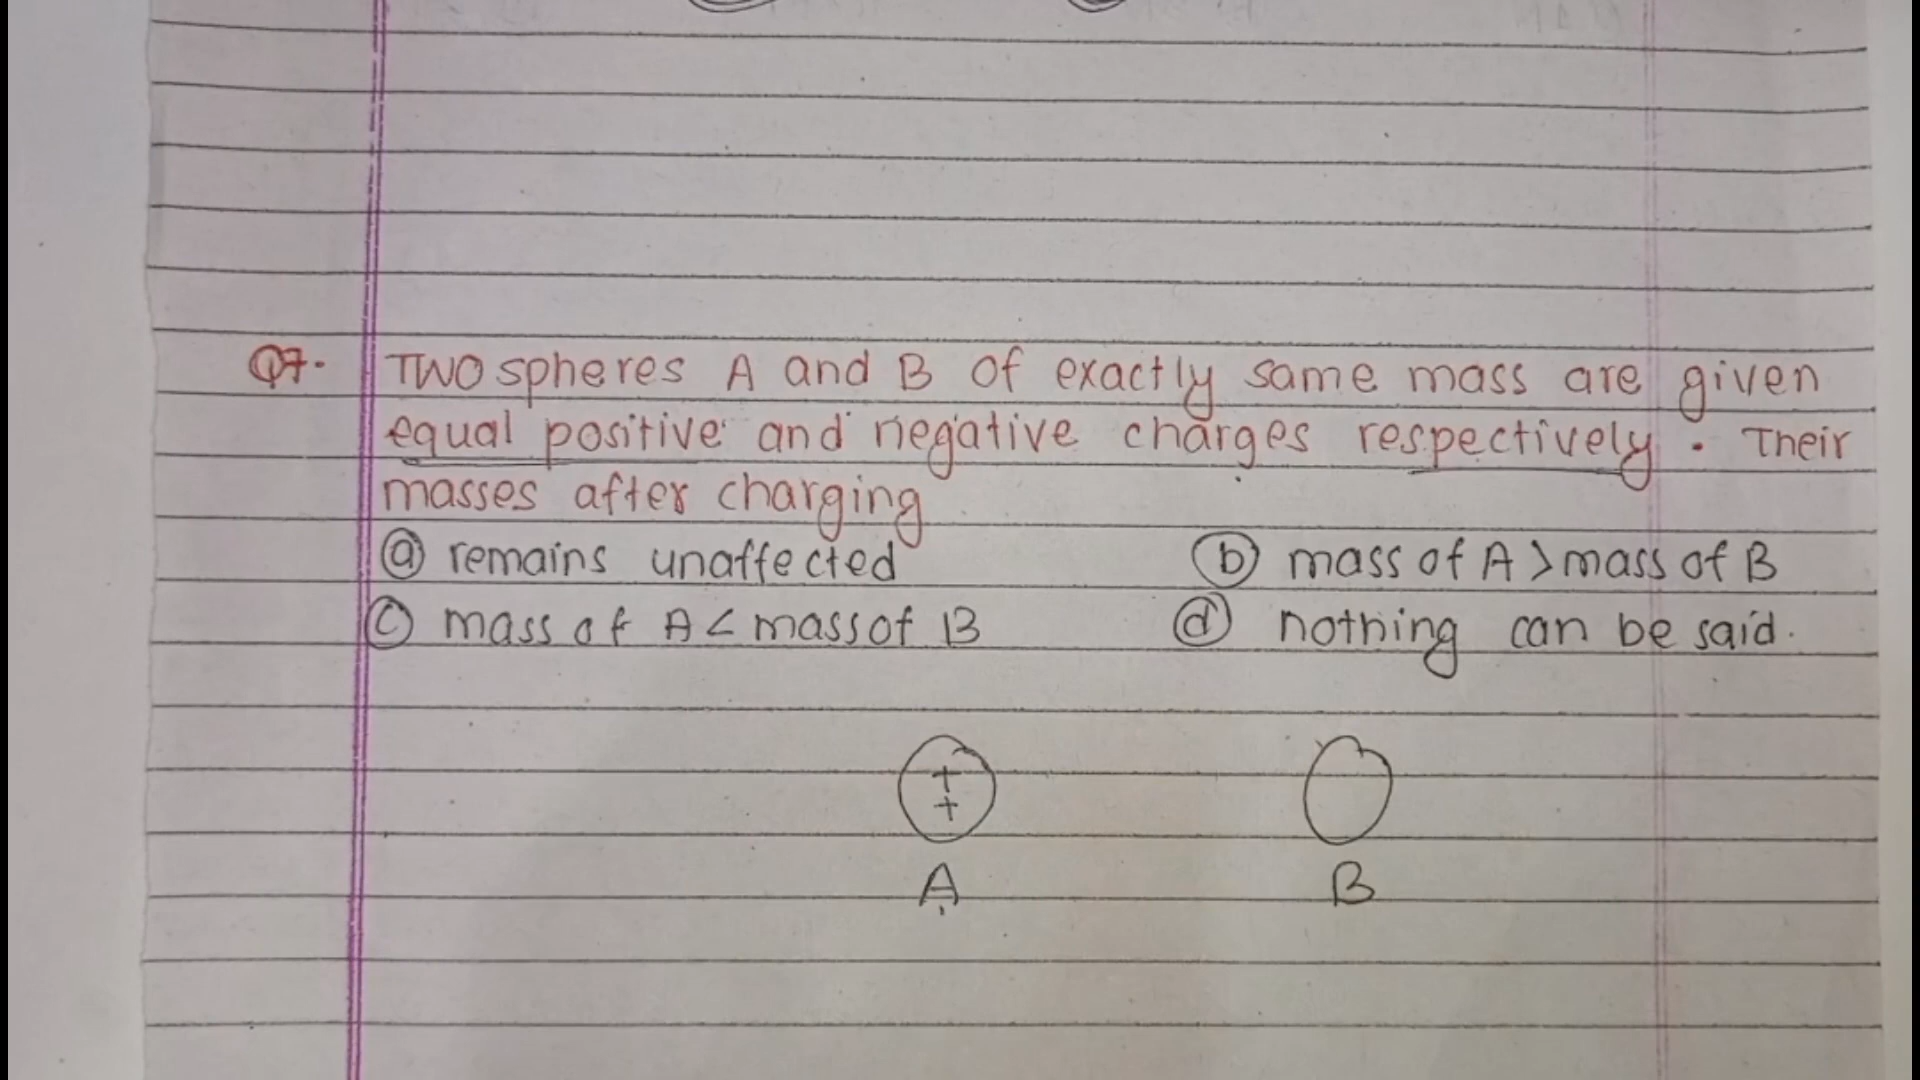 Q7. Two spheres A and B of exactly same mass are given
equal positive and negative charges respectively. Their
masses after charging
(a) remains unaffected (b) mass of A > mass of B
(c) mass of A < mass of B (d) nothing can be said.
+
+
A B